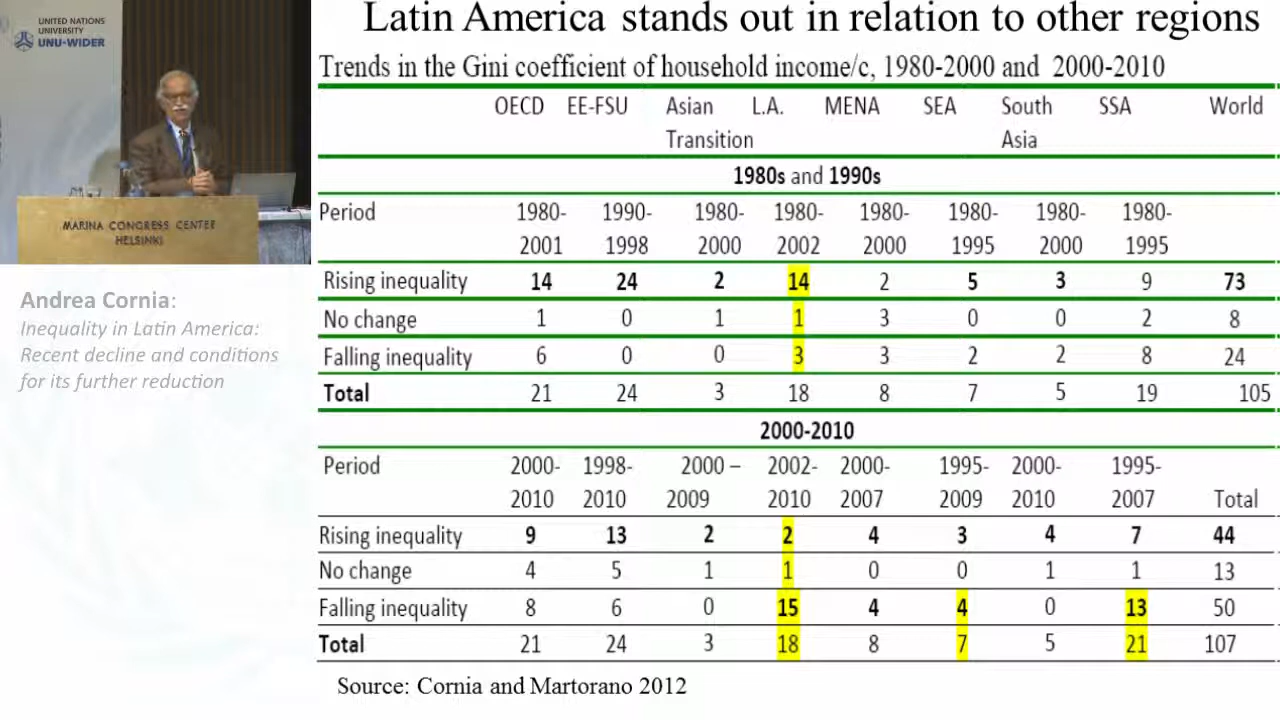 UNITED NATIONS
UNIVERSITY
UNU-WIDER
MARINA CONGRESS CENTER
HELSINKI
Andrea Cornia:
Inequality in Latin America:
Recent decline and conditions
for its further reduction
Latin America stands out in relation to other regions
Trends in the Gini coefficient of household income/c, 1980-2000 and 2000-2010
OECD EE-FSU Asian L.A. MENA SEA South SSA World
Transition Asia
1980s and 1990s
Period 1980- 1990- 1980- 1980- 1980- 1980- 1980- 1980-
2001 1998 2000 2002 2000 1995 2000 1995
Rising inequality 14 24 2 14 2 5 3 9 73
No change 1 0 1 1 3 0 0 2 8
Falling inequality 6 0 0 3 3 2 2 8 24
Total 21 24 3 18 8 7 5 19 105
2000-2010
Period 2000- 1998- 2000 – 2002- 2000- 1995- 2000- 1995-
2010 2010 2009 2010 2007 2009 2010 2007 Total
Rising inequality 9 13 2 2 4 3 4 7 44
No change 4 5 1 1 0 0 1 1 13
Falling inequality 8 6 0 15 4 4 0 13 50
Total 21 24 3 18 8 7 5 21 107
Source: Cornia and Martorano 2012